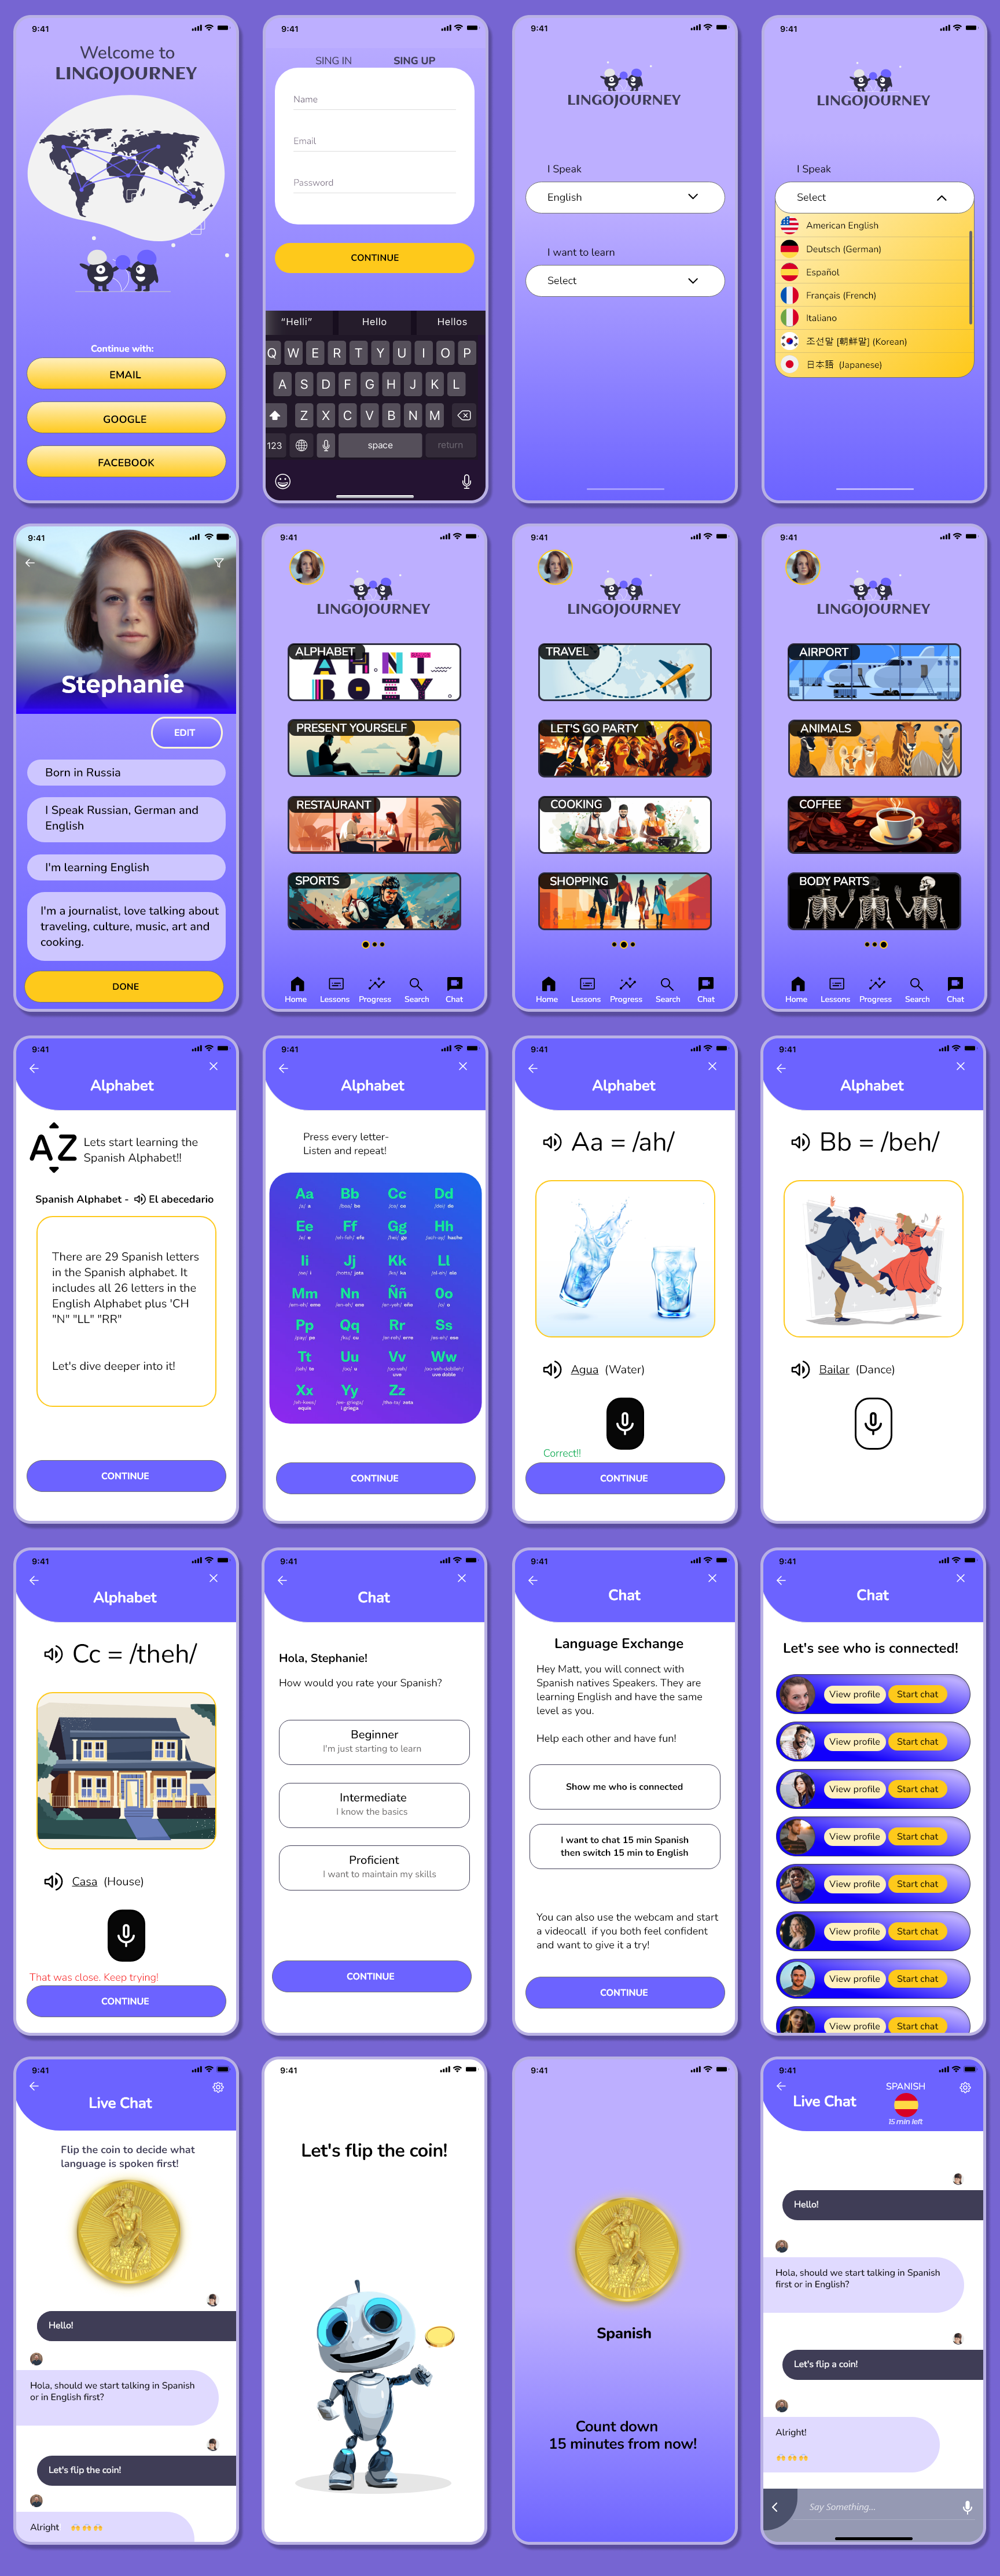 9:41
Welcome to
LINGOJOURNEY
Continue with:
EMAIL
GOOGLE
FACEBOOK
9:41
SING IN
SING UP
Name
Email
Password
CONTINUE
“Helli”
Hello
Hellos
Q W E R T Y U I O P
A S D F G H J K L
Z X C V B N M
123
space
return
9:41
LINGOJOURNEY
I Speak
English
I want to learn
Select
9:41
LINGOJOURNEY
I Speak
Select
American English
Deutsch (German)
Español
Français (French)
Italiano
조선말 [朝鮮말] (Korean)
日本語 (Japanese)
9:41
Stephanie
EDIT
Born in Russia
I Speak Russian, German and
English
I'm learning English
I'm a journalist, love talking about
traveling, culture, music, art and
cooking.
DONE
9:41
LINGOJOURNEY
ALPHABET
PRESENT YOURSELF
RESTAURANT
SPORTS
Home
Lessons
Progress
Search
Chat
9:41
LINGOJOURNEY
TRAVEL
LET'S GO PARTY
COOKING
SHOPPING
Home
Lessons
Progress
Search
Chat
9:41
LINGOJOURNEY
AIRPORT
ANIMALS
COFFEE
BODY PARTS
Home
Lessons
Progress
Search
Chat
9:41
Alphabet
AZ
Lets start learning the
Spanish Alphabet!!
Spanish Alphabet - El abecedario
There are 29 Spanish letters
in the Spanish alphabet. It
includes all 26 letters in the
English Alphabet plus 'CH
"N" "LL" "RR"
Let's dive deeper into it!
CONTINUE
9:41
Alphabet
Press every letter-
Listen and repeat!
Aa Bb Cc Dd
Ee Ff Gg Hh
Ii Jj Kk Ll
Mm Nn Ññ Oo
Pp Qq Rr Ss
Tt Uu Vv Ww
Xx Yy Zz
CONTINUE
9:41
Alphabet
Aa = /ah/
Agua (Water)
Correct!!
CONTINUE
9:41
Alphabet
Bb = /beh/
Bailar (Dance)
9:41
Alphabet
Cc = /theh/
Casa (House)
That was close. Keep trying!
CONTINUE
9:41
Chat
Hola, Stephanie!
How would you rate your Spanish?
Beginner
I'm just starting to learn
Intermediate
I know the basics
Proficient
I want to maintain my skills
CONTINUE
9:41
Chat
Language Exchange
Hey Matt, you will connect with
Spanish natives Speakers. They are
learning English and have the same
level as you.
Help each other and have fun!
Show me who is connected
I want to chat 15 min Spanish
then switch 15 min to English
You can also use the webcam and start
a videocall if you both feel confident
and want to give it a try!
CONTINUE
9:41
Chat
Let's see who is connected!
View profile Start chat
View profile Start chat
View profile Start chat
View profile Start chat
View profile Start chat
View profile Start chat
View profile Start chat
View profile Start chat
9:41
Live Chat
Flip the coin to decide what
language is spoken first!
Hello!
Hola, should we start talking in Spanish
or in English first?
Let's flip the coin!
Alright 🙌🙌🙌
9:41
Let's flip the coin!
9:41
Spanish
Count down
15 minutes from now!
9:41
Live Chat
SPANISH
15 min left
Hello!
Hola, should we start talking in Spanish
first or in English?
Let's flip a coin!
Alright!
🙌🙌🙌
Say Something...